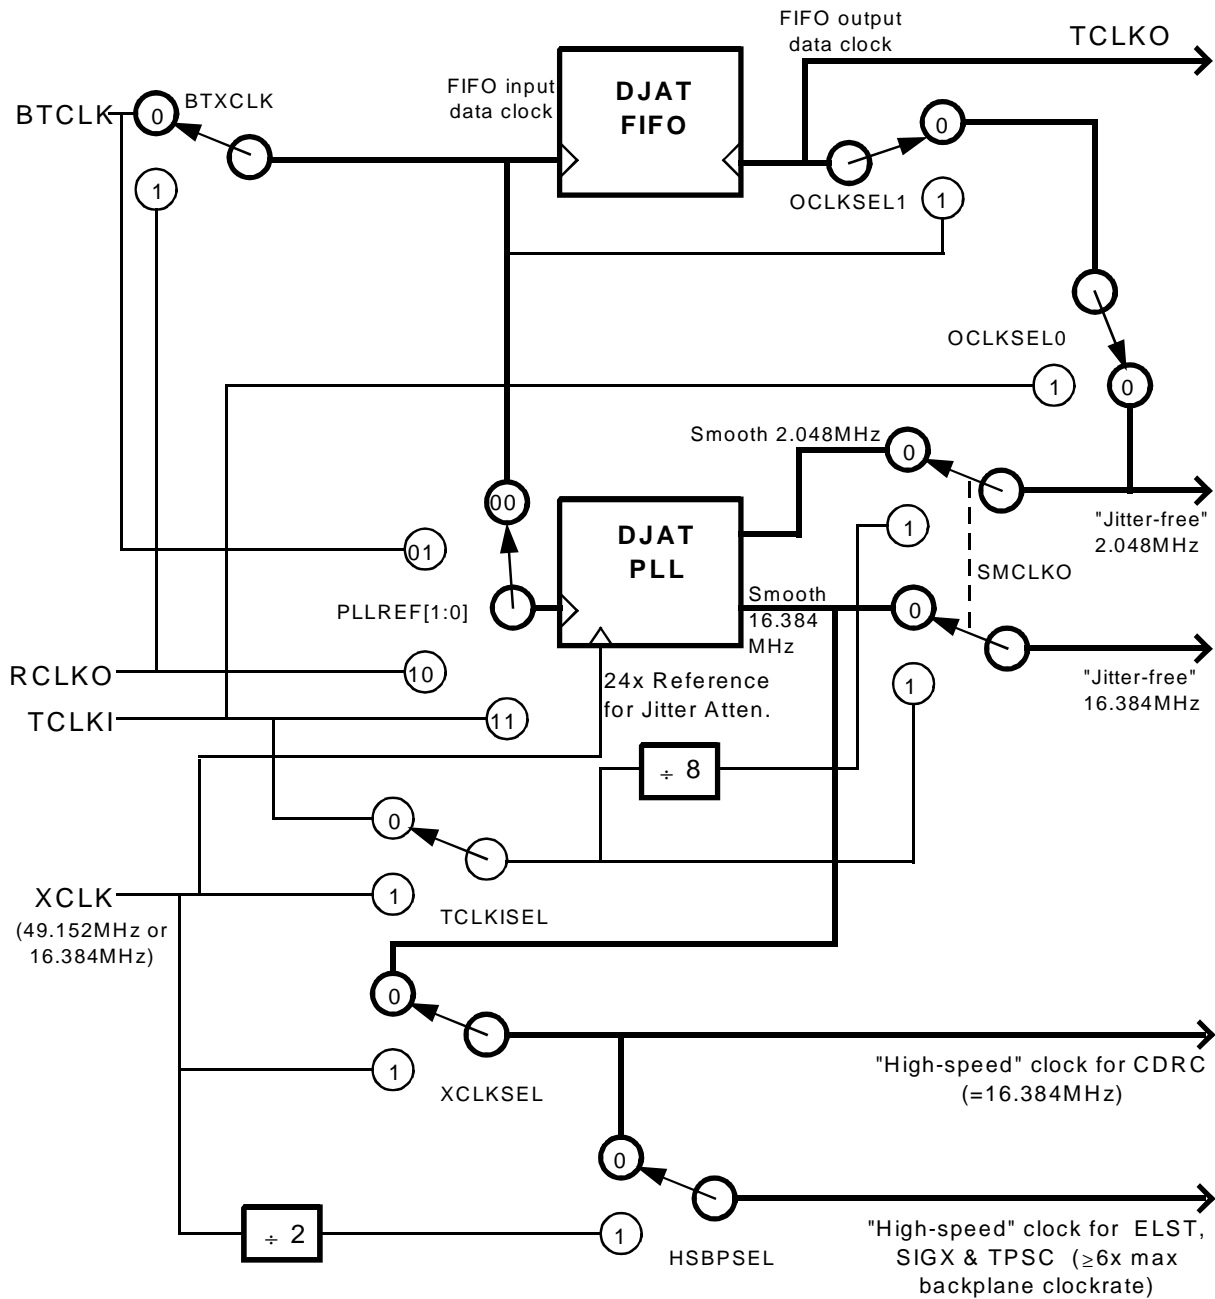 FIFO output
data clock
TCLKO
FIFO input
data clock
DJAT
FIFO
BTCLK
0
BTXCLK
0
1
OCLKSEL1
1
OCLKSEL0
1
0
Smooth 2.048MHz
0
00
DJAT
PLL
"Jitter-free"
2.048MHz
1
01
SMCLKO
PLLREF[1:0]
Smooth
16.384
MHz
0
RCLKO
10
24x Reference
for Jitter Atten.
1
"Jitter-free"
16.384MHz
TCLKI
11
÷ 8
0
XCLK
(49.152MHz or
16.384MHz)
1
TCLKISEL
0
1
XCLKSEL
"High-speed" clock for CDRC
(=16.384MHz)
0
÷ 2
1
HSBPSEL
"High-speed" clock for ELST,
SIGX & TPSC (≥6x max
backplane clockrate)